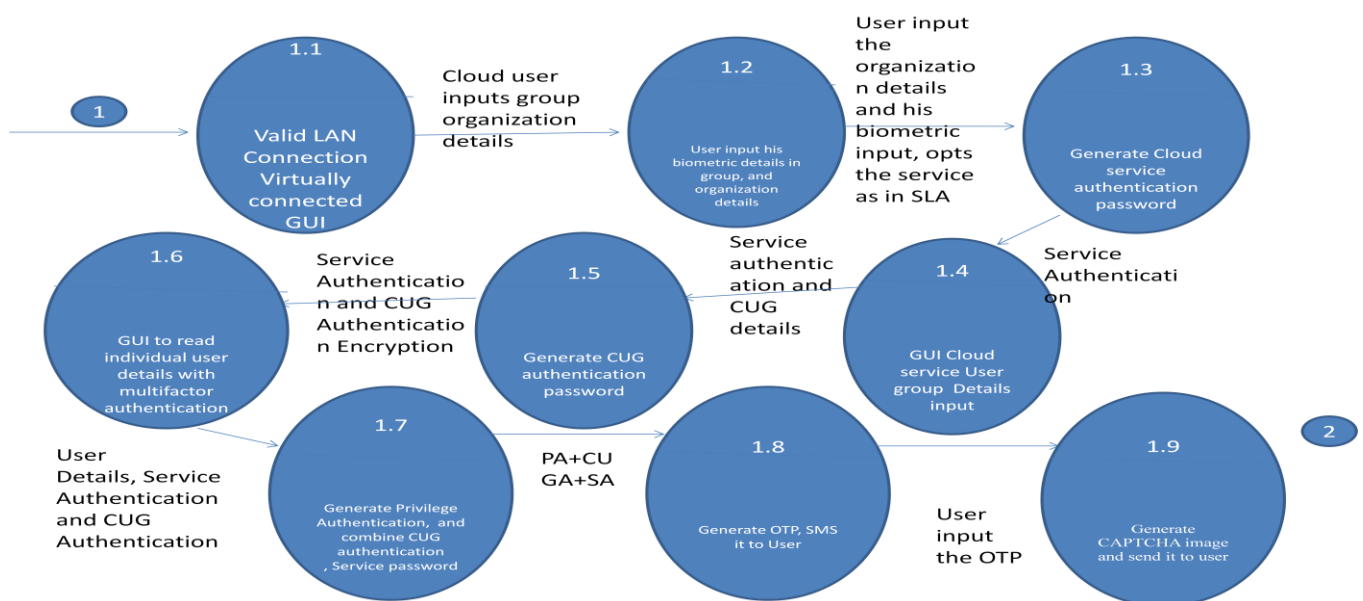 1
1.1
Valid LAN
Connection
Virtually
connected
GUI
Cloud user
inputs group
organization
details
1.2
User input his
biometric details in
group, and
organization
details
User input
the
organizatio
n details
and his
biometric
input, opts
the service
as in SLA
1.3
Generate Cloud
service
authentication
password
Service
Authenticati
on
1.4
GUI Cloud
service User
group Details
input
Service
authentic
ation and
CUG
details
1.5
Generate CUG
authentication
password
Service
Authenticatio
n and CUG
Authenticatio
n Encryption
1.6
GUI to read
individual user
details with
multifactor
authentication
User
Details, Service
Authentication
and CUG
Authentication
1.7
Generate Privilege
Authentication, and
combine CUG
authentication
, Service password
PA+CU
GA+SA
1.8
Generate OTP, SMS
it to User
User
input
the OTP
1.9
Generate
CAPTCHA image
and send it to user
2